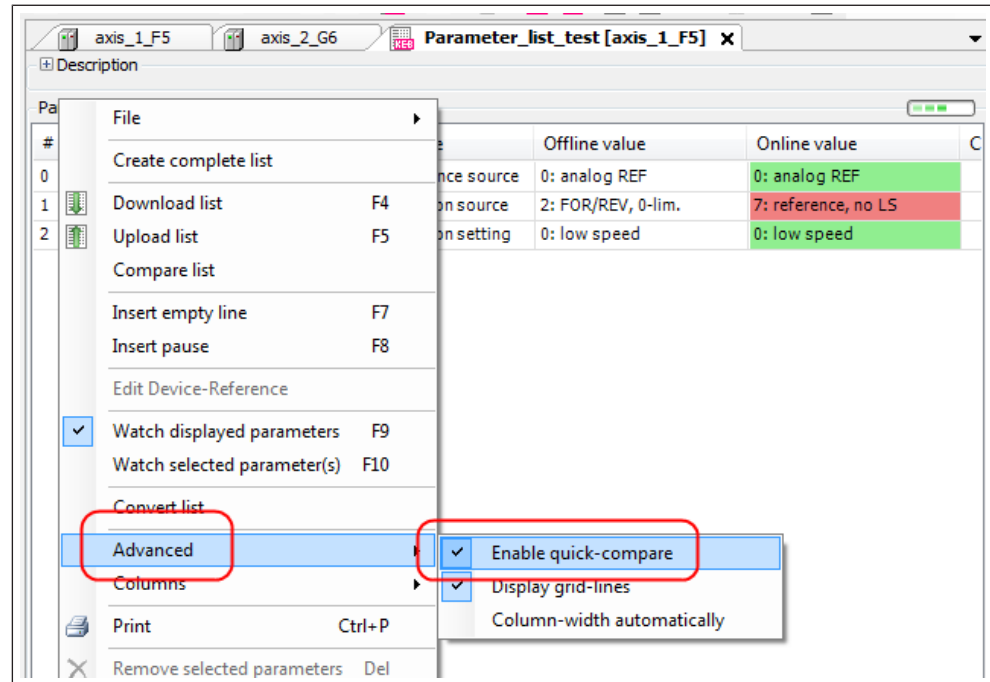 axis_1_F5 axis_2_G6 KEB Parameter_list_test [axis_1_F5]
Description
Pa
# Offline value Online value C
0 nce source 0: analog REF 0: analog REF
1 on source 2: FOR/REV, 0-lim. 7: reference, no LS
2 on setting 0: low speed 0: low speed
File
Create complete list
Download list F4
Upload list F5
Compare list
Insert empty line F7
Insert pause F8
Edit Device-Reference
Watch displayed parameters F9
Watch selected parameter(s) F10
Convert list
Advanced
Enable quick-compare
Columns
Display grid-lines
Column-width automatically
Print Ctrl+P
Remove selected parameters Del